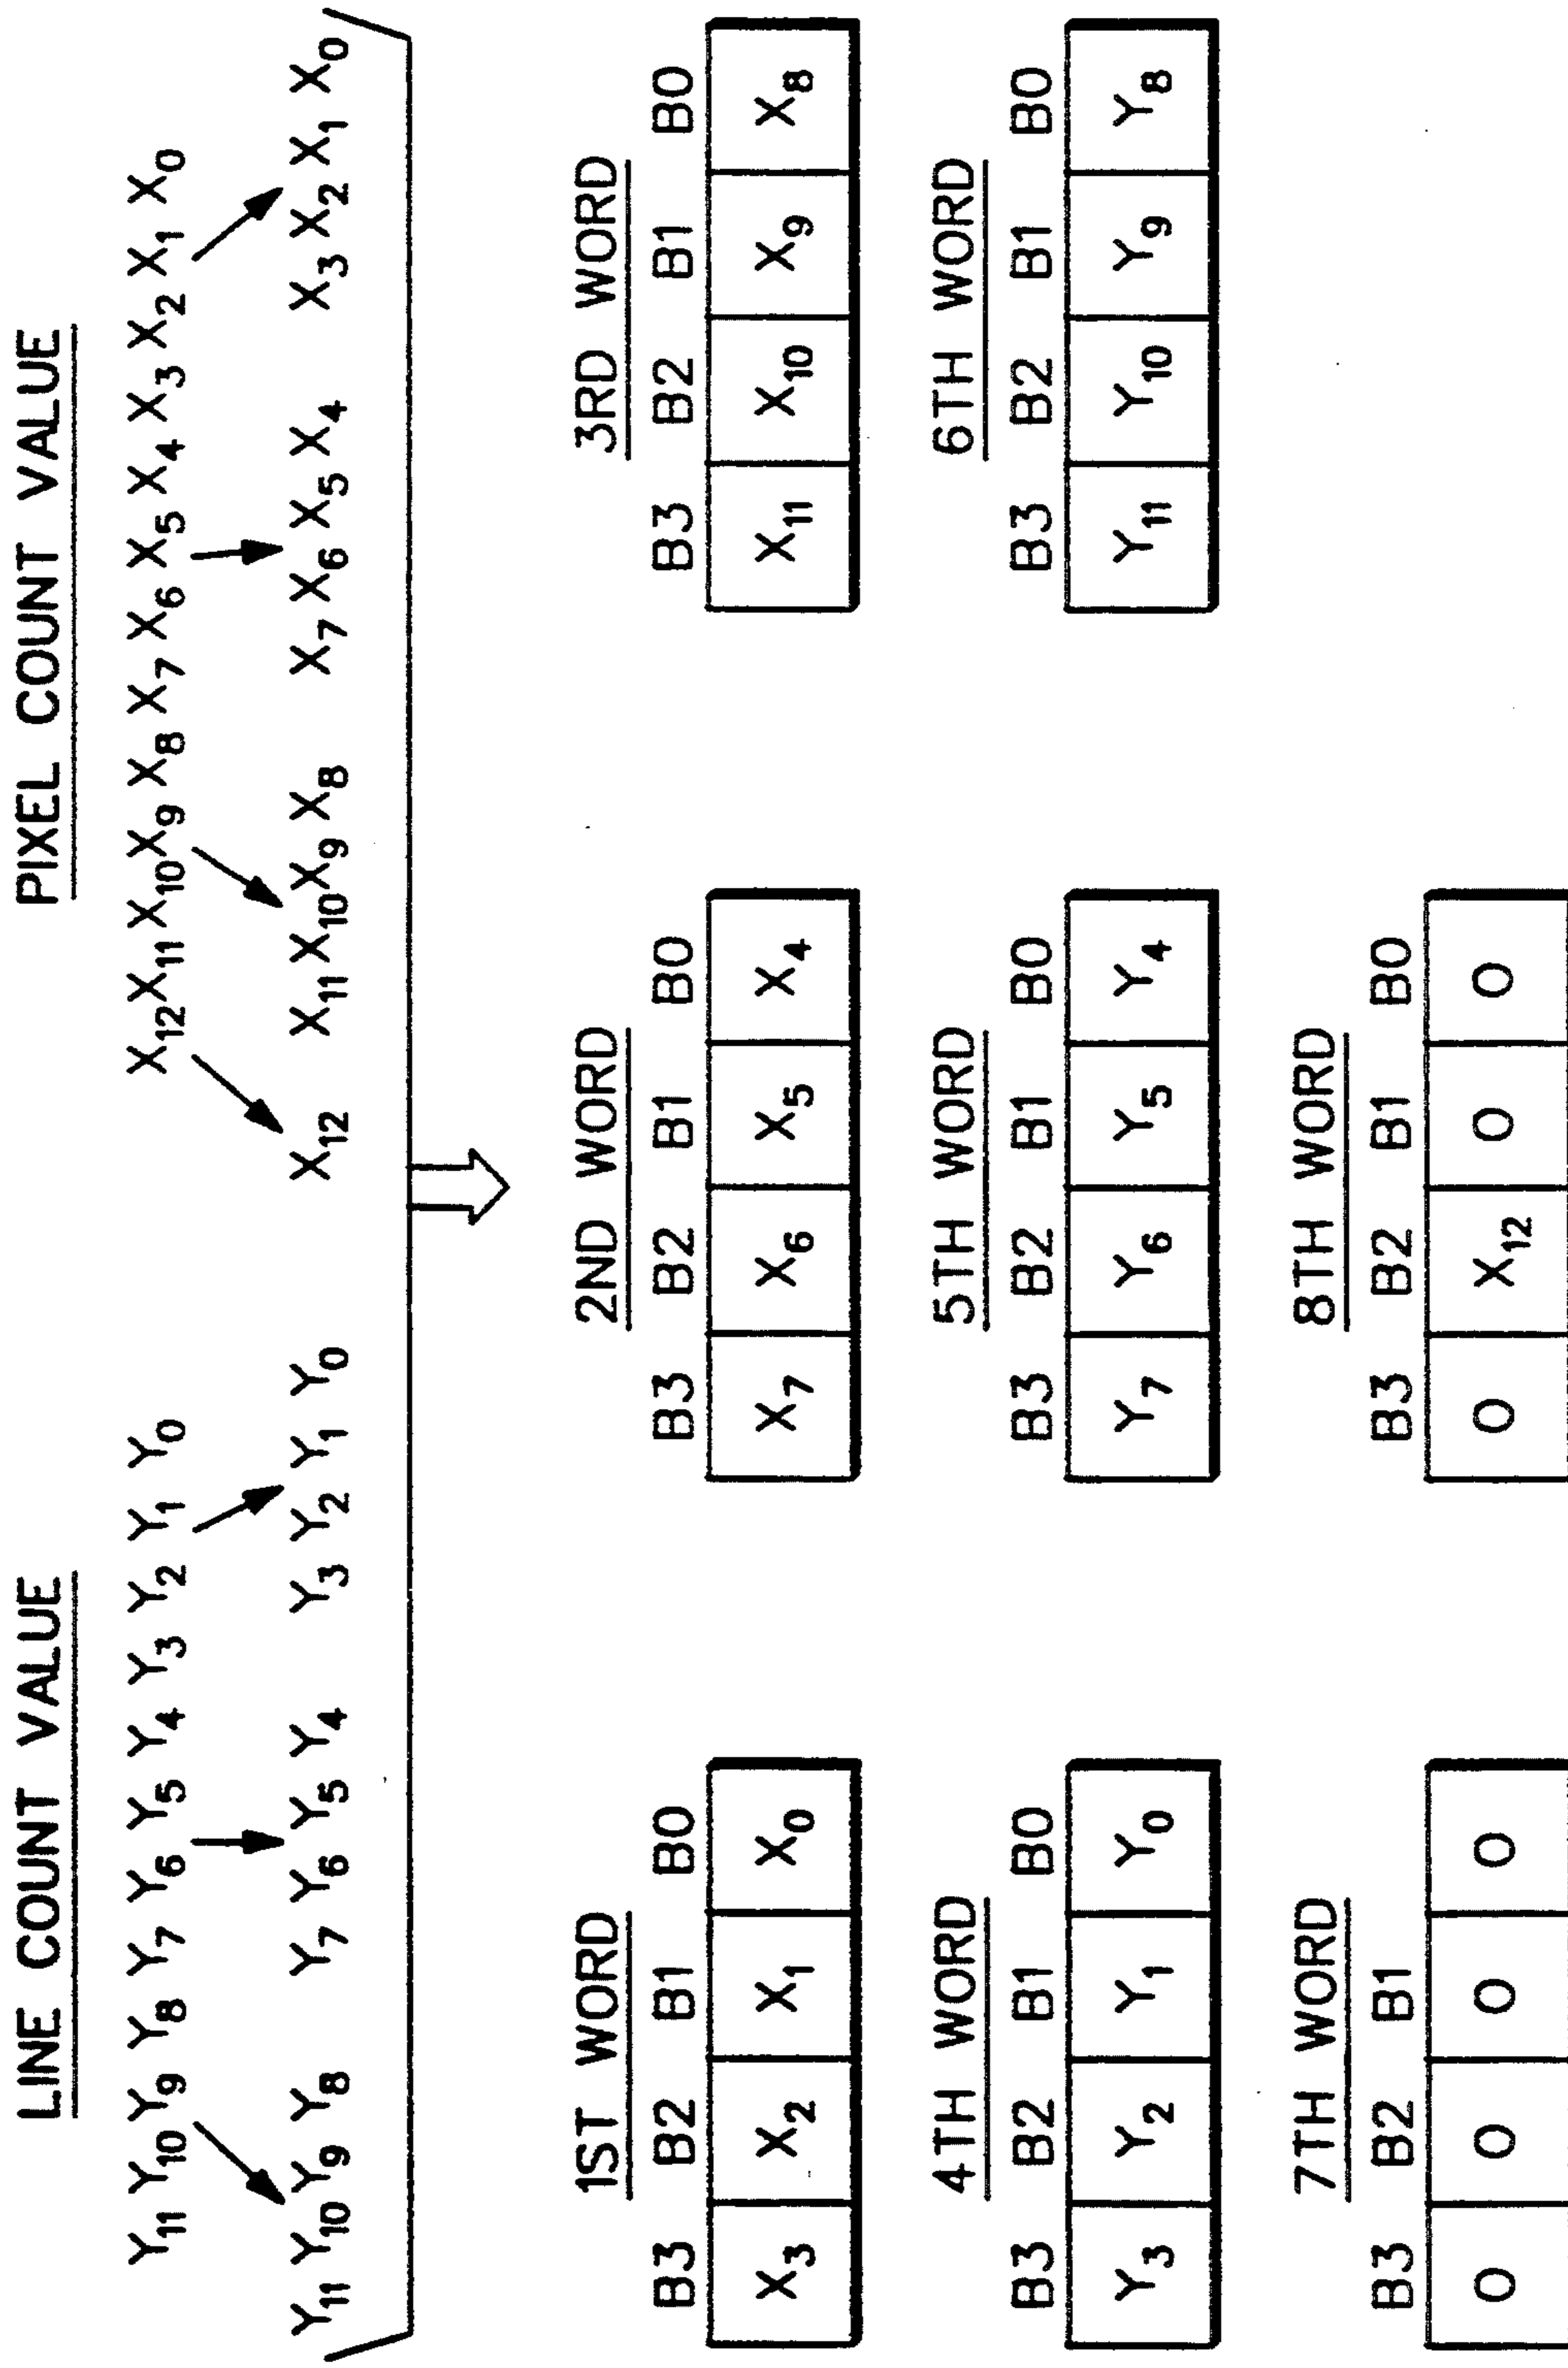 LINE COUNT VALUE PIXEL COUNT VALUE
Y11 Y10 Y9 Y8 Y7 Y6 Y5 Y4 Y3 Y2 Y1 Y0 X12 X11 X10 X9 X8 X7 X6 X5 X4 X3 X2 X1 X0
Y11 Y10 Y9 Y8 Y7 Y6 Y5 Y4 Y3 Y2 Y1 Y0 X12 X11 X10 X9 X8 X7 X6 X5 X4 X3 X2 X1 X0
1ST WORD 2ND WORD 3RD WORD
B3 B2 B1 B0 B3 B2 B1 B0 B3 B2 B1 B0
X3 X2 X1 X0 X7 X6 X5 X4 X11 X10 X9 X8
4TH WORD 5TH WORD 6TH WORD
B3 B2 B1 B0 B3 B2 B1 B0 B3 B2 B1 B0
Y3 Y2 Y1 Y0 Y7 Y6 Y5 Y4 Y11 Y10 Y9 Y8
7TH WORD 8TH WORD
B3 B2 B1 B0 B3 B2 B1 B0
0 0 0 0 0 X12 0 0